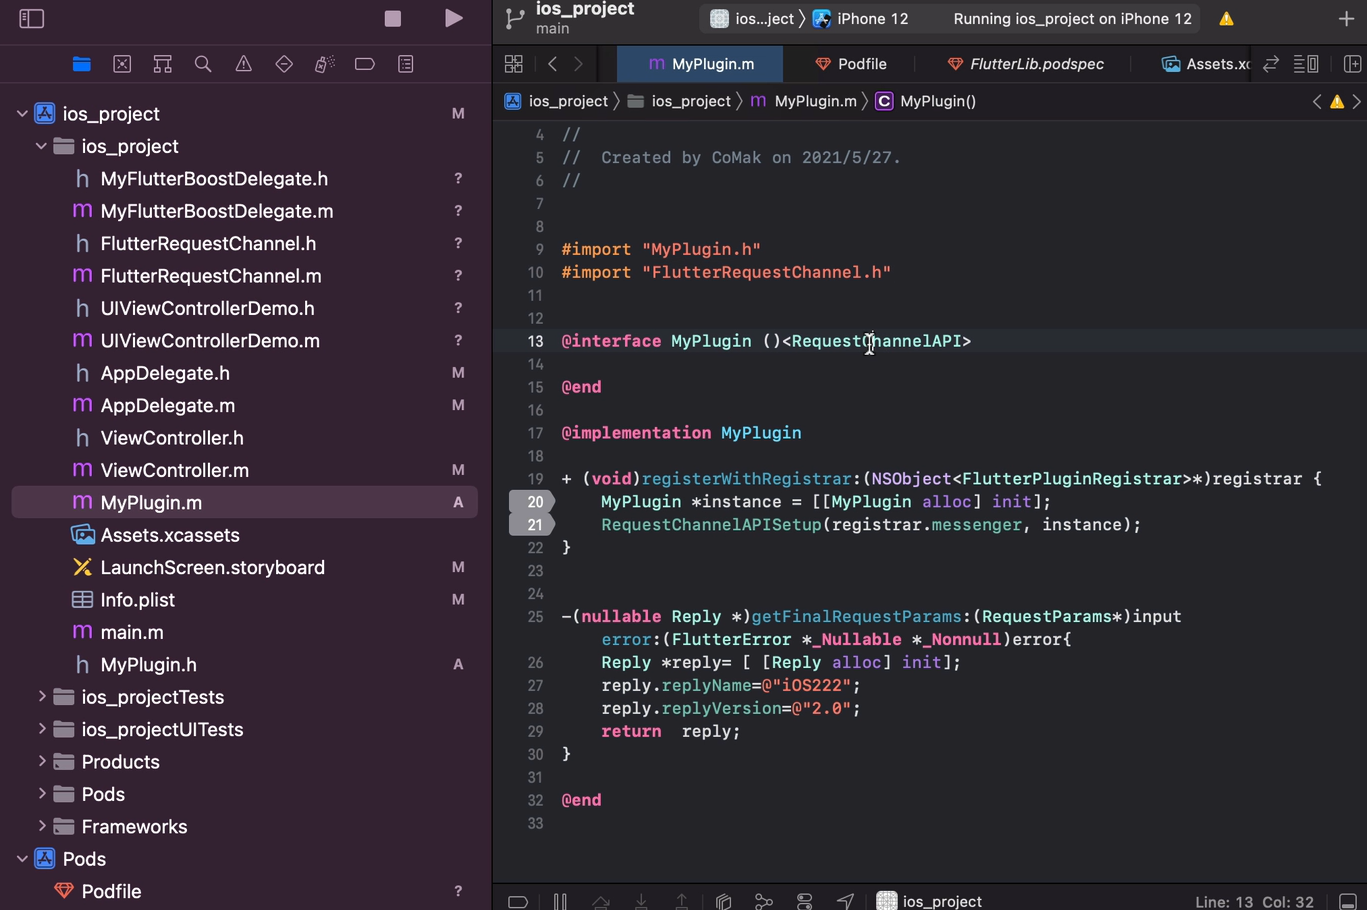 ios_project
main
ios...ject
iPhone 12
Running ios_project on iPhone 12
MyPlugin.m
Podfile
FlutterLib.podspec
Assets.xc
ios_project
ios_project
MyPlugin.m
C MyPlugin()
ios_project M
ios_project
h MyFlutterBoostDelegate.h ?
m MyFlutterBoostDelegate.m ?
h FlutterRequestChannel.h ?
m FlutterRequestChannel.m ?
h UIViewControllerDemo.h ?
m UIViewControllerDemo.m ?
h AppDelegate.h M
m AppDelegate.m M
h ViewController.h
m ViewController.m M
m MyPlugin.m A
Assets.xcassets
LaunchScreen.storyboard M
Info.plist M
m main.m
h MyPlugin.h A
ios_projectTests
ios_projectUITests
Products
Pods
Frameworks
Pods
Podfile ?
4 //
5 //  Created by CoMak on 2021/5/27.
6 //
7
8
9 #import "MyPlugin.h"
10 #import "FlutterRequestChannel.h"
11
12
13 @interface MyPlugin ()<RequestChannelAPI>
14
15 @end
16
17 @implementation MyPlugin
18
19 + (void)registerWithRegistrar:(NSObject<FlutterPluginRegistrar>*)registrar {
20     MyPlugin *instance = [[MyPlugin alloc] init];
21     RequestChannelAPISetup(registrar.messenger, instance);
22 }
23
24
25 -(nullable Reply *)getFinalRequestParams:(RequestParams*)input
error:(FlutterError *_Nullable *_Nonnull)error{
26     Reply *reply= [ [Reply alloc] init];
27     reply.replyName=@"iOS222";
28     reply.replyVersion=@"2.0";
29     return  reply;
30 }
31
32 @end
33
ios_project
Line: 13 Col: 32